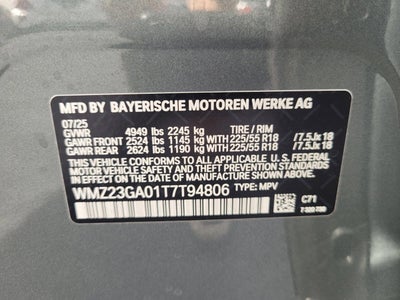 MFD BY BAYERISCHE MOTOREN WERKE AG
07/25
GVWR 4949 lbs 2245 kg TIRE / RIM
GAWR FRONT 2524 lbs 1145 kg WITH 225/55 R18 /7.5Jx 18
GAWR REAR 2624 lbs 1190 kg WITH 225/55 R18 /7.5Jx 18
THIS VEHICLE CONFORMS TO ALL APPLICABLE U.S. FEDERAL
MOTOR VEHICLE SAFETY, BUMPER, AND THEFT PREVENTION
STANDARDS IN EFFECT ON THE DATE OF MANUFACTURE SHOWN ABOVE.
WMZ23GA01T7T94806 TYPE: MPV
C71